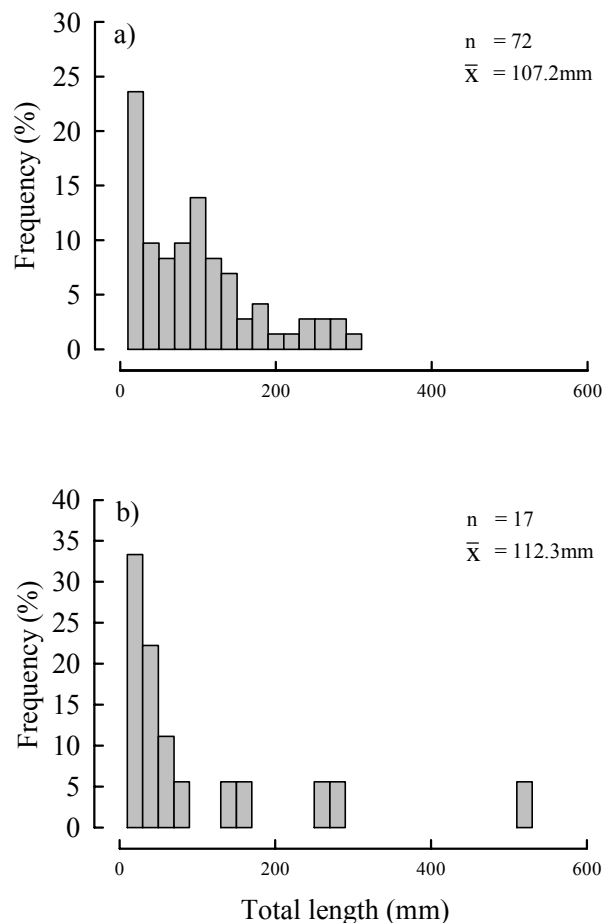 a)
n = 72
x̄ = 107.2mm
Frequency (%)
30
25
20
15
10
5
0
0 200 400 600
b)
n = 17
x̄ = 112.3mm
Frequency (%)
40
35
30
25
20
15
10
5
0
0 200 400 600
Total length (mm)